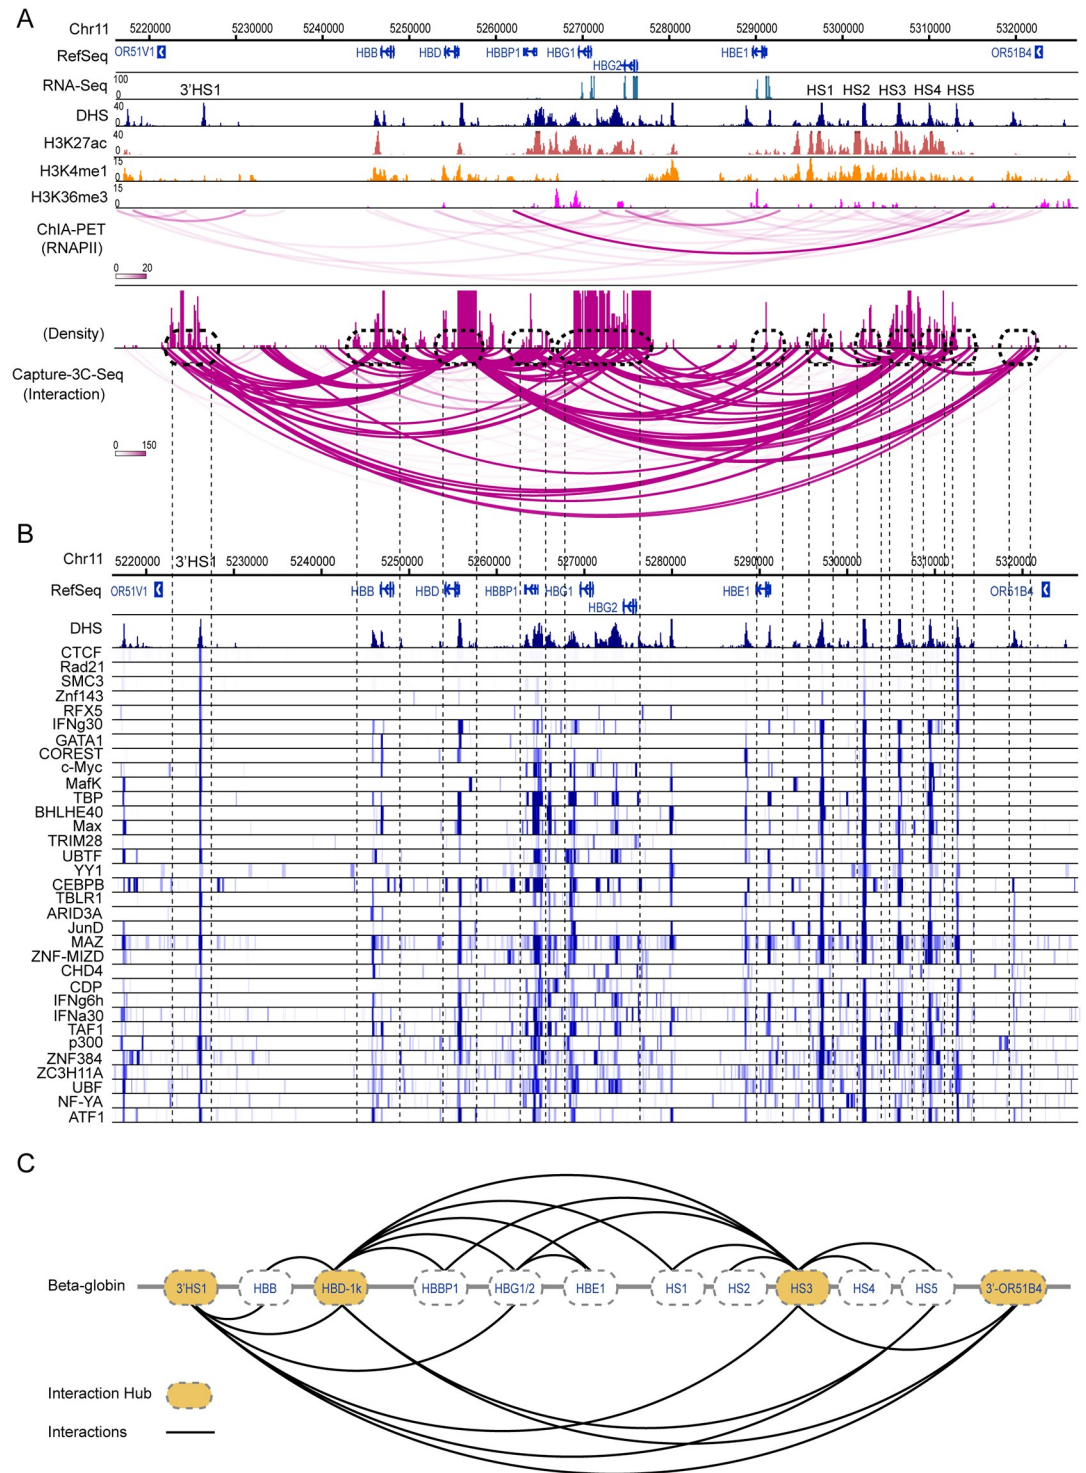 A
Chr11 5220000 5230000 5240000 5250000 5260000 5270000 5280000 5290000 5300000 5310000 5320000
RefSeq OR51V1 HBB HBD HBBP1 HBG1 HBE1 OR51B4
HBG2
RNA-Seq 100 0 3'HS1 HS1 HS2 HS3 HS4 HS5
DHS 40 0
H3K27ac 40 0
H3K4me1 15 0
H3K36me3 15 0
ChIA-PET
(RNAPII)
0 20
(Density)
Capture-3C-Seq
(Interaction)
0 150
B
Chr11 5220000 3'HS1 5230000 5240000 5250000 5260000 5270000 5280000 5290000 5300000 5310000 5320000
RefSeq OR51V1 HBB HBD HBBP1 HBG1 HBE1 OR51B4
HBG2
DHS
CTCF
Rad21
SMC3
Znf143
RFX5
IFNg30
GATA1
COREST
c-Myc
MafK
TBP
BHLHE40
Max
TRIM28
UBTF
YY1
CEBPB
TBLR1
ARID3A
JunD
MAZ
ZNF-MIZD
CHD4
CDP
IFNg6h
IFNa30
TAF1
p300
ZNF384
ZC3H11A
UBF
NF-YA
ATF1
C
Beta-globin 3'HS1 HBB HBD-1k HBBP1 HBG1/2 HBE1 HS1 HS2 HS3 HS4 HS5 3'-OR51B4
Interaction Hub
Interactions